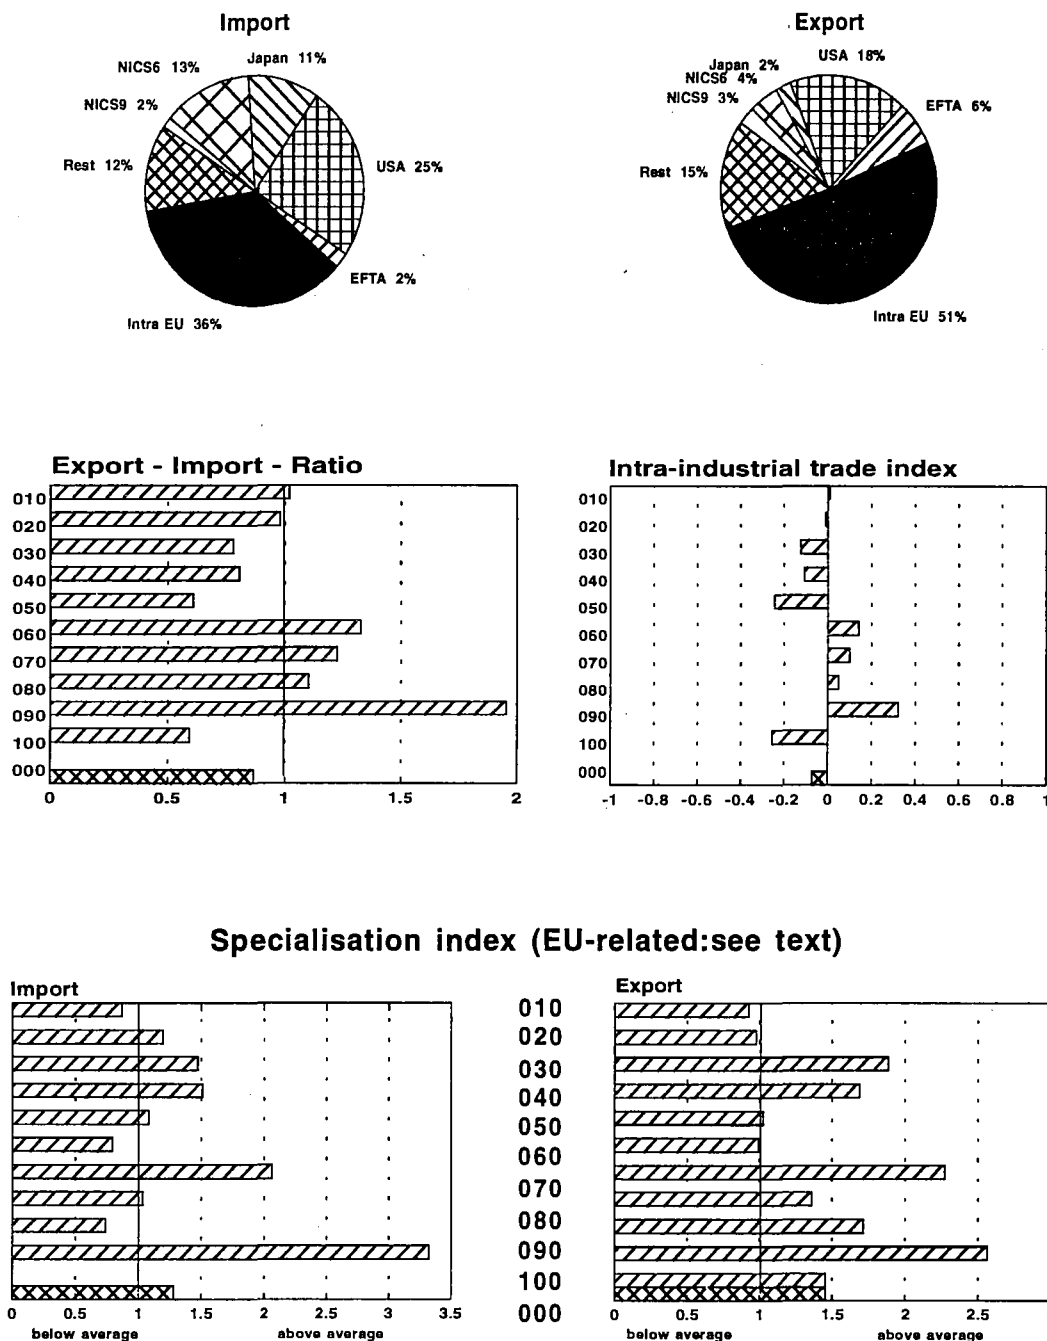 Import
Export
Japan 11%
NICS6 13%
NICS9 2%
Rest 12%
USA 25%
EFTA 2%
Intra EU 36%
USA 18%
Japan 2%
NICS6 4%
NICS9 3%
EFTA 6%
Rest 15%
Intra EU 51%
Export - Import - Ratio
010
020
030
040
050
060
070
080
090
100
000
0 0.5 1 1.5 2
Intra-industrial trade index
010
020
030
040
050
060
070
080
090
100
000
-1 -0.8 -0.6 -0.4 -0.2 0 0.2 0.4 0.6 0.8 1
Specialisation index (EU-related:see text)
Import
0 0.5 1 1.5 2 2.5 3 3.5
below average above average
010
020
030
040
050
060
070
080
090
100
000
Export
0 0.5 1 1.5 2 2.5
below average above average